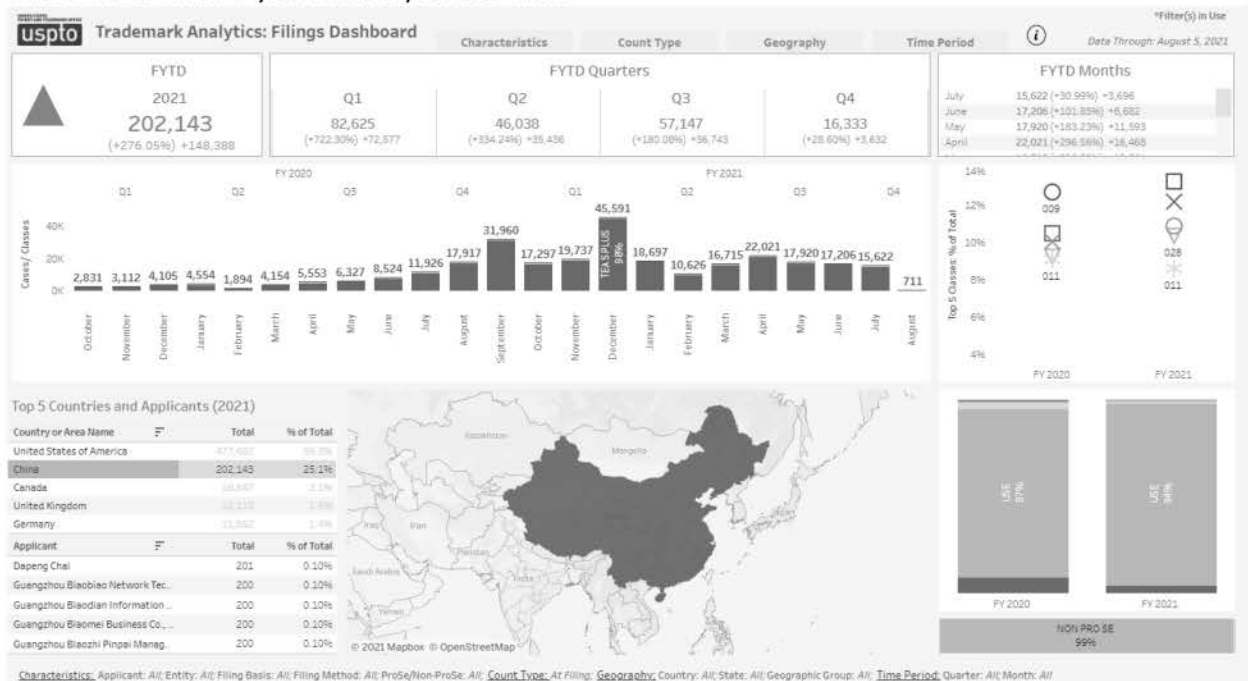 uspto
Trademark Analytics: Filings Dashboard
Characteristics
Count Type
Geography
Time Period
*Filter(s) in Use
Data Through: August 5, 2021
FYTD
2021
202,143
(+276.05%) +148,388
FYTD Quarters
Q1
82,625
(+722.30%) +72,577
Q2
46,038
(+334.24%) +35,436
Q3
57,147
(+180.08%) +36,743
Q4
16,333
(+28.60%) +3,632
FYTD Months
July 15,622 (+30.99%) +3,696
June 17,206 (+101.85%) +8,682
May 17,920 (+183.23%) +11,593
April 22,021 (+296.56%) +16,468
FY 2020 FY 2021
Q1 Q2 Q3 Q4 Q1 Q2 Q3 Q4
Cases/ Classes
40K
20K
0K
2,831 3,112 4,105 4,554 1,894 4,154 5,553 6,327 8,524 11,926 17,917 31,960 17,297 19,737 45,591 18,697 10,626 16,715 22,021 17,920 17,206 15,622 711
TEAS PLUS
98%
October November December January February March April May June July August September October November December January February March April May June July August
Top 5 Classes: % of Total
14%
12%
10%
8%
6%
4%
009
011
028
011
FY 2020 FY 2021
Top 5 Countries and Applicants (2021)
Country or Area Name Total % of Total
United States of America
China 202,143 25.1%
Canada
United Kingdom
Germany
Applicant Total % of Total
Dapeng Chai 201 0.10%
Guangzhou Biaobiao Network Tec.. 200 0.10%
Guangzhou Biaodian Information .. 200 0.10%
Guangzhou Biaomei Business Co., .. 200 0.10%
Guangzhou Biaozhi Pinpai Manag.. 200 0.10%
Kazakhstan
Mongolia
Iraq
Iran
Pakistan
Saudi Arabia
India
Yemen
Japan
© 2021 Mapbox © OpenStreetMap
USE
87%
USE
94%
FY 2020 FY 2021
NON PRO SE
99%
Characteristics: Applicant: All; Entity: All; Filing Basis: All; Filing Method: All; ProSe/Non-ProSe: All; Count Type: At Filing; Geography: Country: All; State: All; Geographic Group: All; Time Period: Quarter: All; Month: All